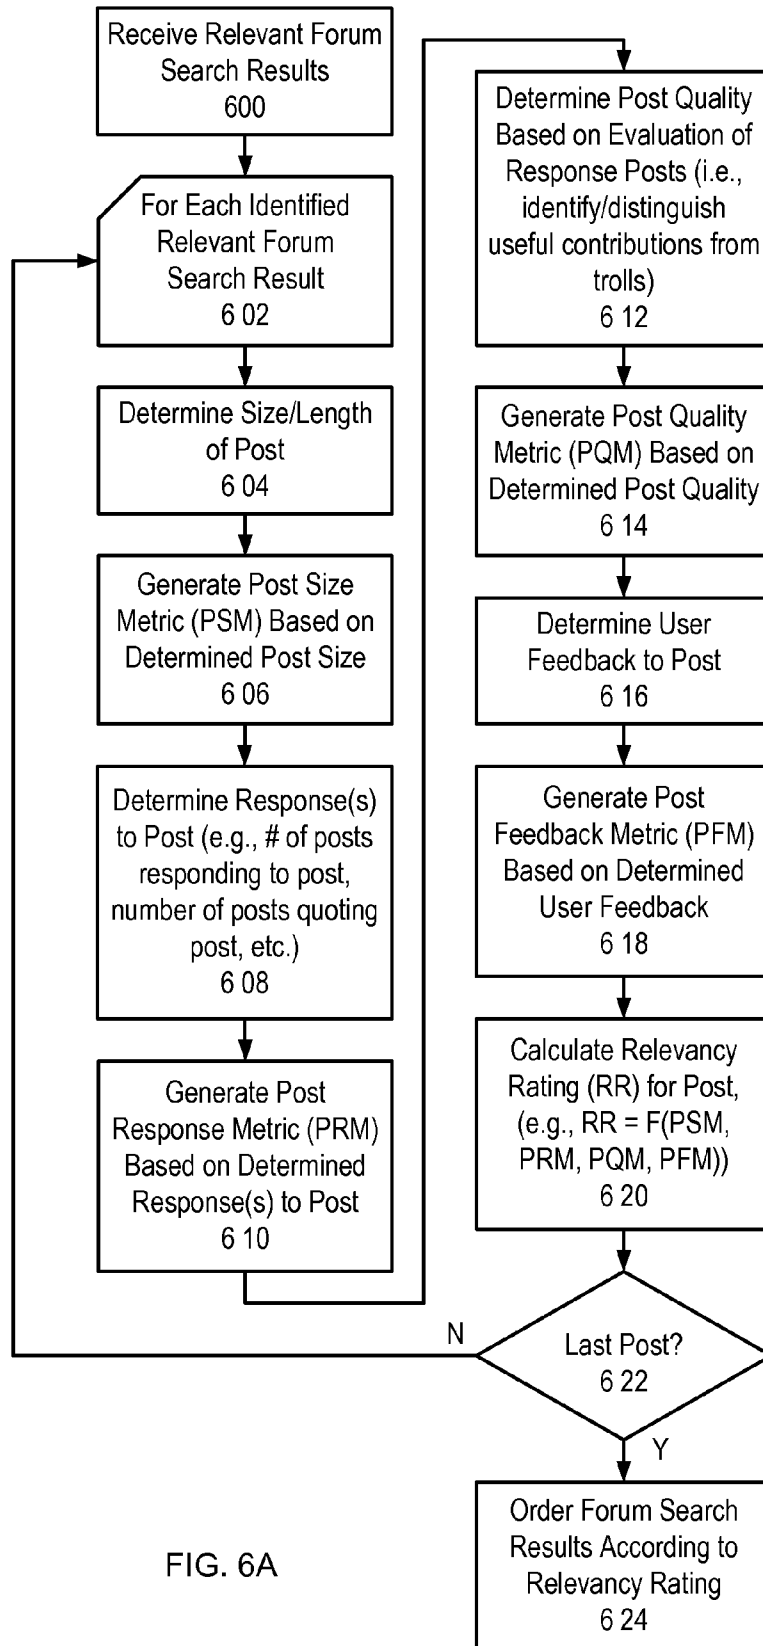 Receive Relevant Forum
Search Results
600
For Each Identified
Relevant Forum
Search Result
6 02
Determine Size/Length
of Post
6 04
Generate Post Size
Metric (PSM) Based on
Determined Post Size
6 06
Determine Response(s)
to Post (e.g., # of posts
responding to post,
number of posts quoting
post, etc.)
6 08
Generate Post
Response Metric (PRM)
Based on Determined
Response(s) to Post
6 10
Determine Post Quality
Based on Evaluation of
Response Posts (i.e.,
identify/distinguish
useful contributions from
trolls)
6 12
Generate Post Quality
Metric (PQM) Based on
Determined Post Quality
6 14
Determine User
Feedback to Post
6 16
Generate Post
Feedback Metric (PFM)
Based on Determined
User Feedback
6 18
Calculate Relevancy
Rating (RR) for Post,
(e.g., RR = F(PSM,
PRM, PQM, PFM))
6 20
N
Last Post?
6 22
Y
Order Forum Search
Results According to
Relevancy Rating
6 24
FIG. 6A